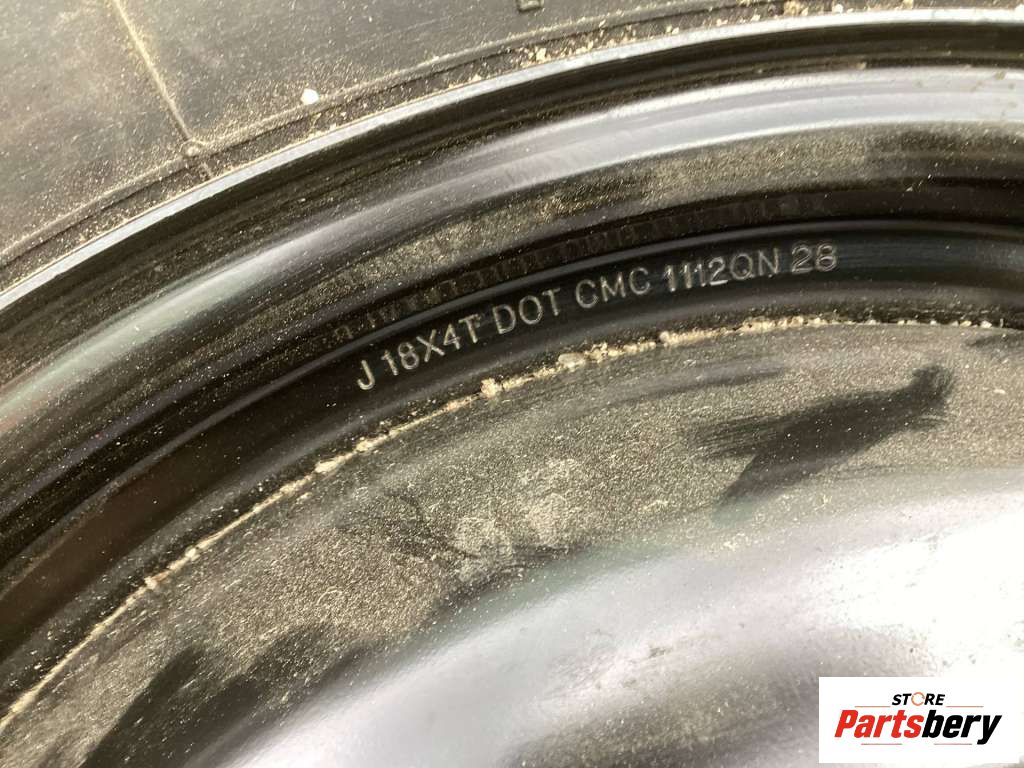 J 18X4T DOT CMC 1112QN 28
STORE
Partsbery